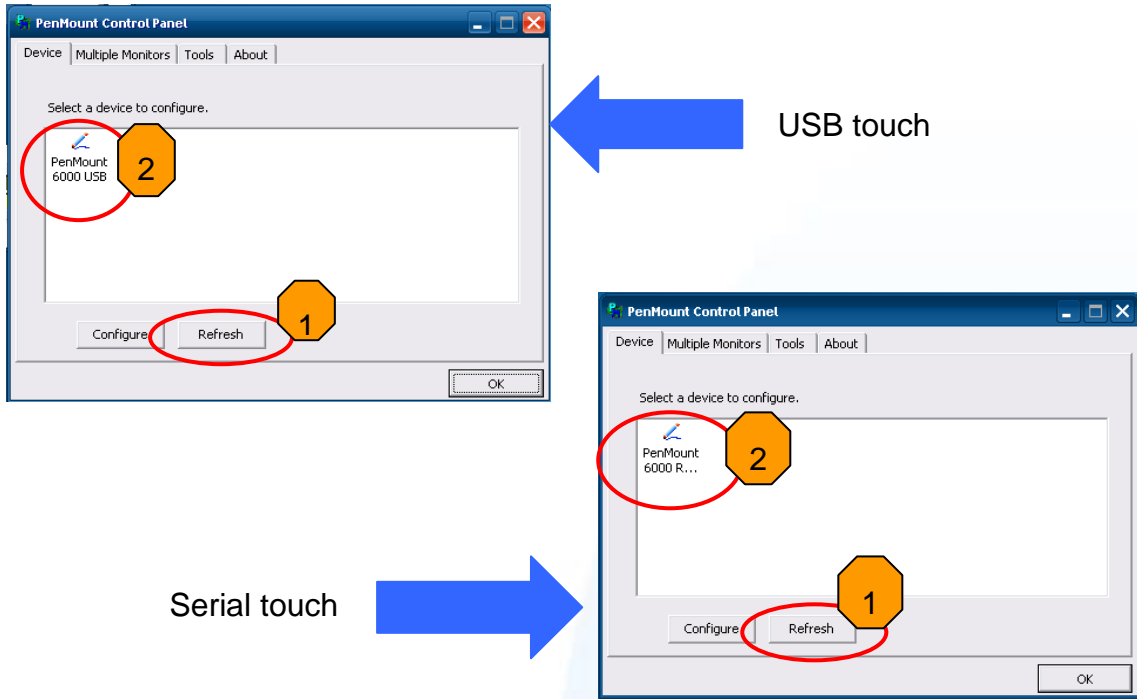 PenMount Control Panel
Device Multiple Monitors Tools About
Select a device to configure.
PenMount
6000 USB
2
1
Configure Refresh
OK
USB touch
PenMount Control Panel
Device Multiple Monitors Tools About
Select a device to configure.
PenMount
6000 R...
2
1
Configure Refresh
OK
Serial touch